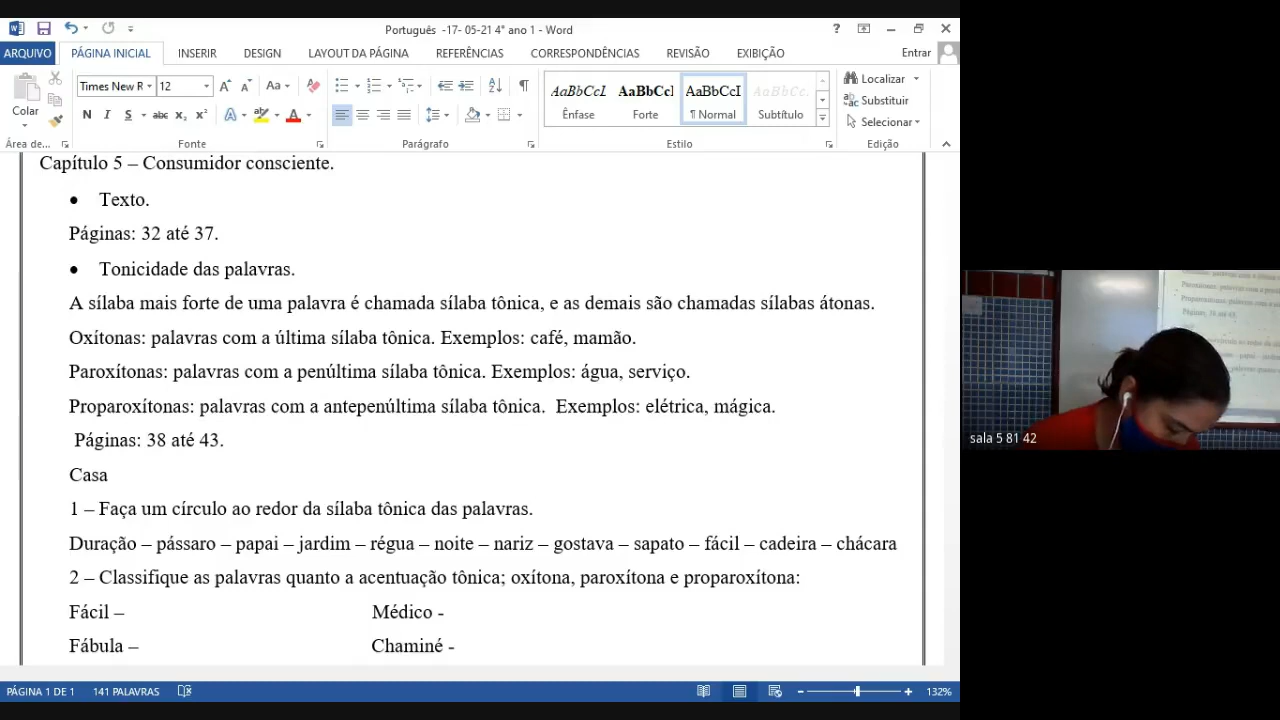 Português -17- 05-21 4° ano 1 - Word
ARQUIVO PÁGINA INICIAL INSERIR DESIGN LAYOUT DA PÁGINA REFERÊNCIAS CORRESPONDÊNCIAS REVISÃO EXIBIÇÃO Entrar
Times New R 12 Aa
AaBbCcL AaBbCcl AaBbCcI AaBbCc.
Localizar
Substituir
Selecionar
Colar
N I S abc x₂ x² A A
Ênfase Forte ¶ Normal Subtítulo
Área de... Fonte Parágrafo Estilo Edição
Capítulo 5 – Consumidor consciente.
• Texto.
Páginas: 32 até 37.
• Tonicidade das palavras.
A sílaba mais forte de uma palavra é chamada sílaba tônica, e as demais são chamadas sílabas átonas.
Oxítonas: palavras com a última sílaba tônica. Exemplos: café, mamão.
Paroxítonas: palavras com a penúltima sílaba tônica. Exemplos: água, serviço.
Proparoxítonas: palavras com a antepenúltima sílaba tônica. Exemplos: elétrica, mágica.
Páginas: 38 até 43.
Casa
1 – Faça um círculo ao redor da sílaba tônica das palavras.
Duração – pássaro – papai – jardim – régua – noite – nariz – gostava – sapato – fácil – cadeira – chácara
2 – Classifique as palavras quanto a acentuação tônica; oxítona, paroxítona e proparoxítona:
Fácil – Médico -
Fábula – Chaminé -
PÁGINA 1 DE 1 141 PALAVRAS 132%
sala 5 81 42